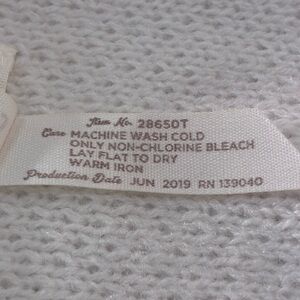 Item No. 28650T
Care MACHINE WASH COLD
ONLY NON-CHLORINE BLEACH
LAY FLAT TO DRY
WARM IRON
Production Date JUN 2019 RN 139040